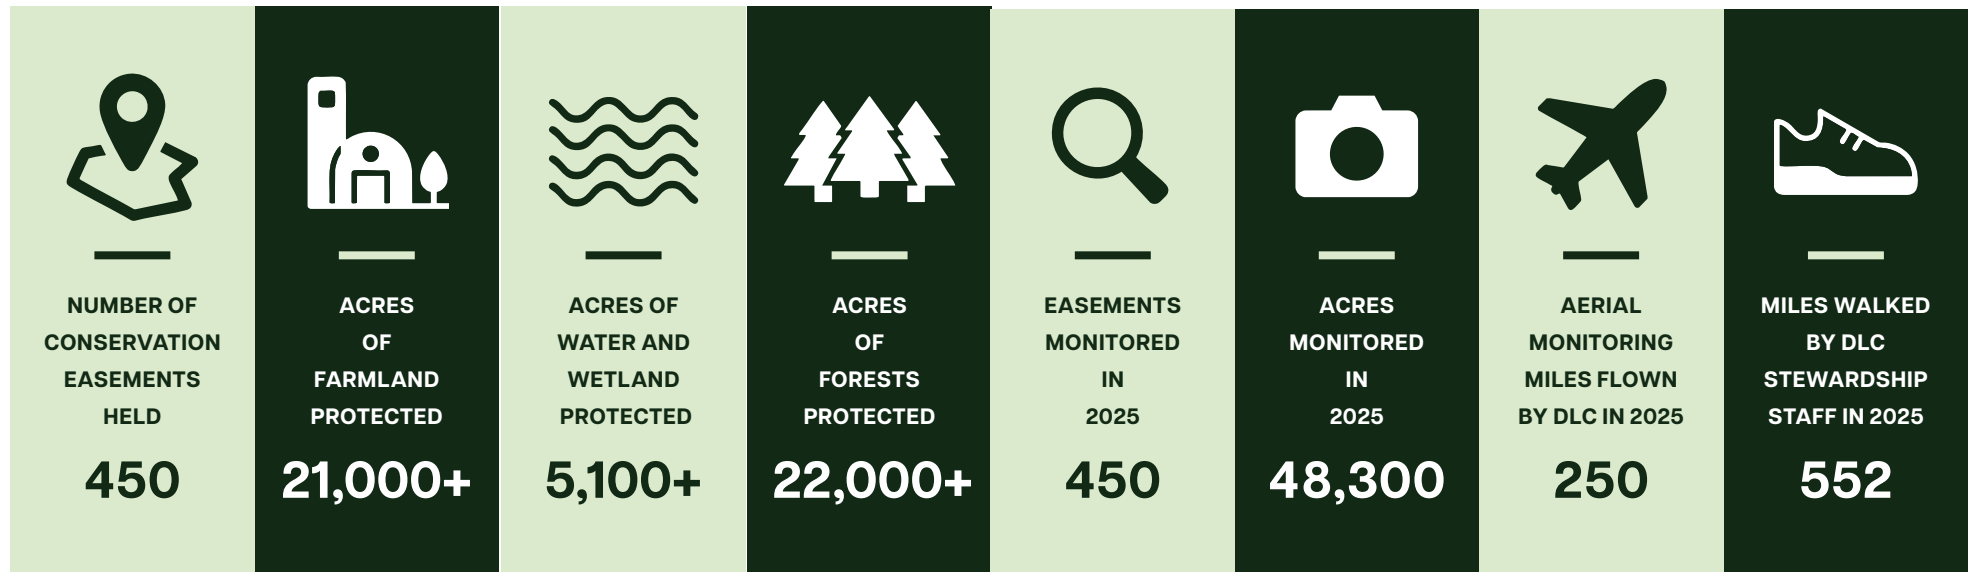 NUMBER OF
CONSERVATION
EASEMENTS
HELD
450
ACRES
OF
FARMLAND
PROTECTED
21,000+
ACRES OF
WATER AND
WETLAND
PROTECTED
5,100+
ACRES
OF
FORESTS
PROTECTED
22,000+
EASEMENTS
MONITORED
IN
2025
450
ACRES
MONITORED
IN
2025
48,300
AERIAL
MONITORING
MILES FLOWN
BY DLC IN 2025
250
MILES WALKED
BY DLC
STEWARDSHIP
STAFF IN 2025
552